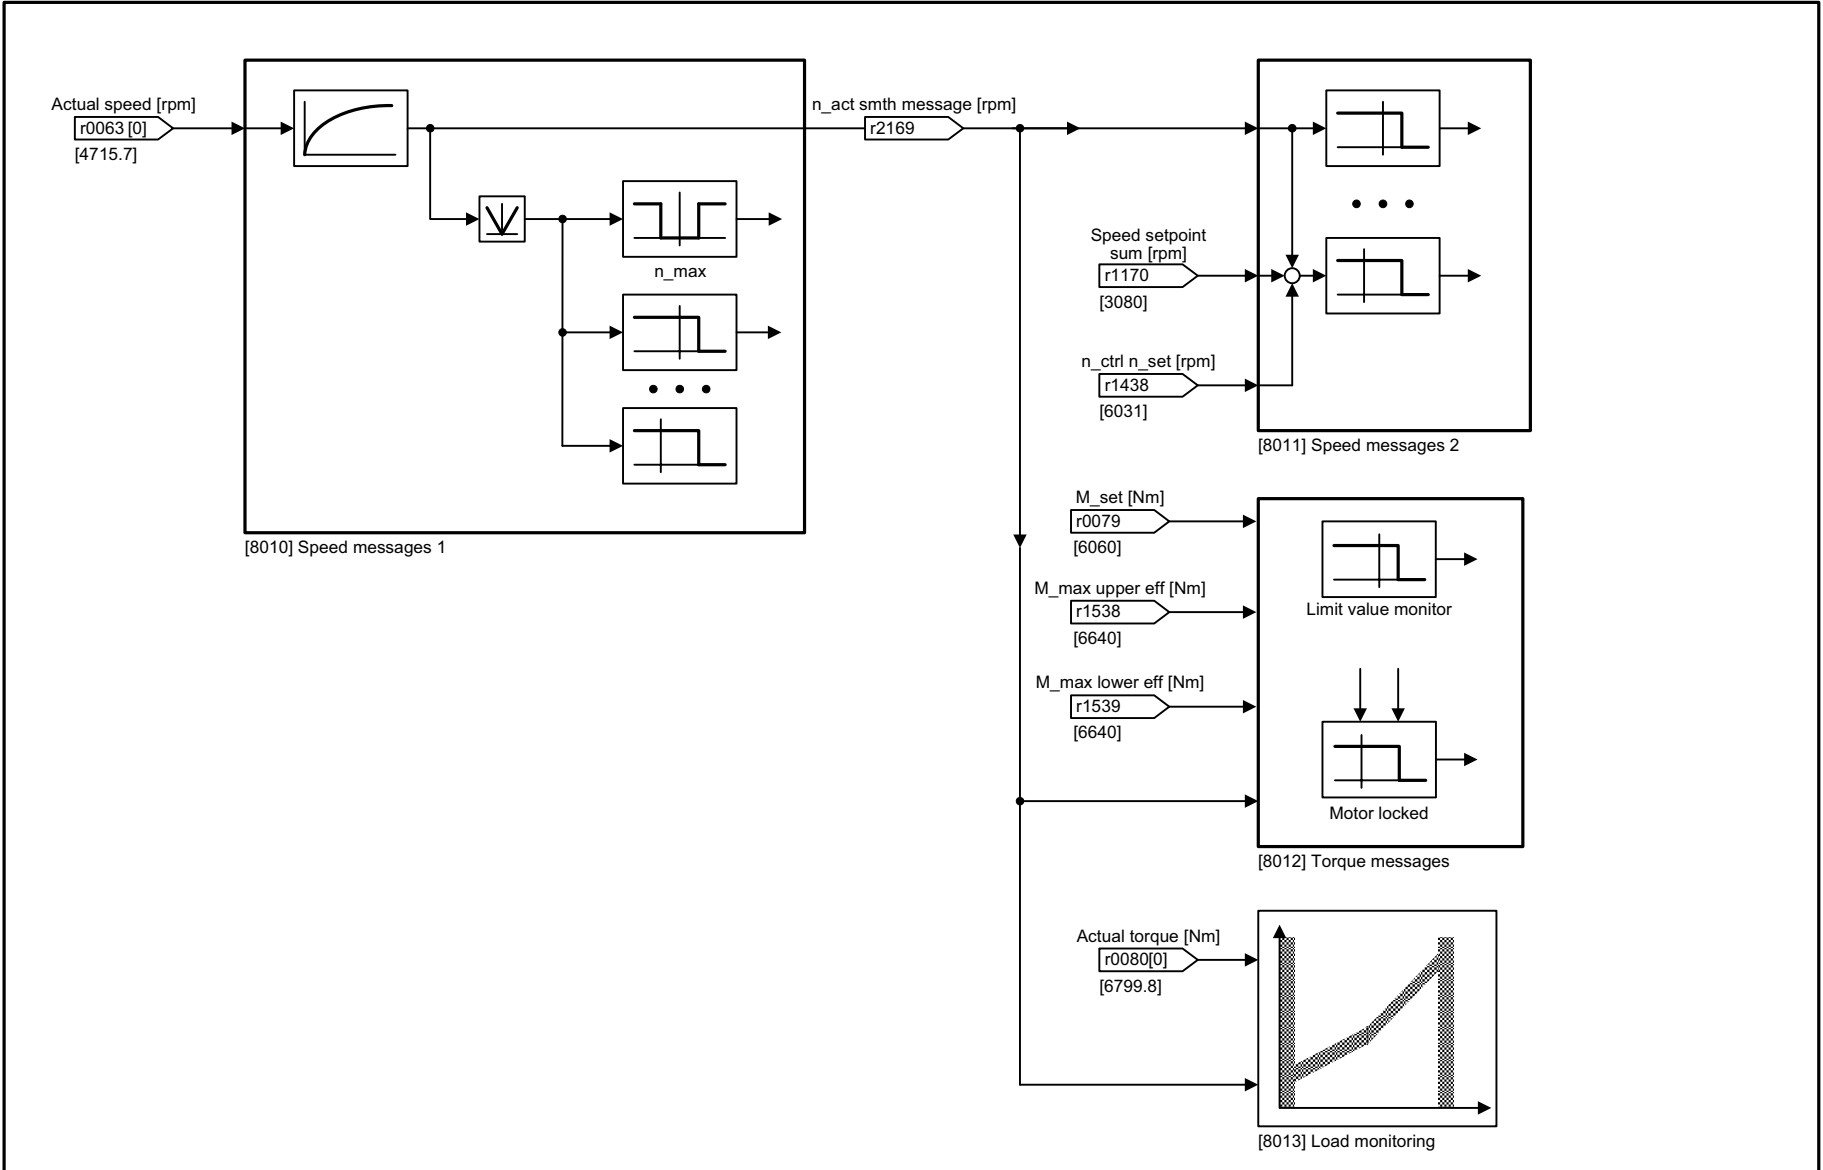 Actual speed [rpm]
r0063 [0]
[4715.7]
n_max
[8010] Speed messages 1
n_act smth message [rpm]
r2169
Speed setpoint
sum [rpm]
r1170
[3080]
n_ctrl n_set [rpm]
r1438
[6031]
[8011] Speed messages 2
M_set [Nm]
r0079
[6060]
M_max upper eff [Nm]
r1538
[6640]
M_max lower eff [Nm]
r1539
[6640]
Limit value monitor
Motor locked
[8012] Torque messages
Actual torque [Nm]
r0080[0]
[6799.8]
[8013] Load monitoring